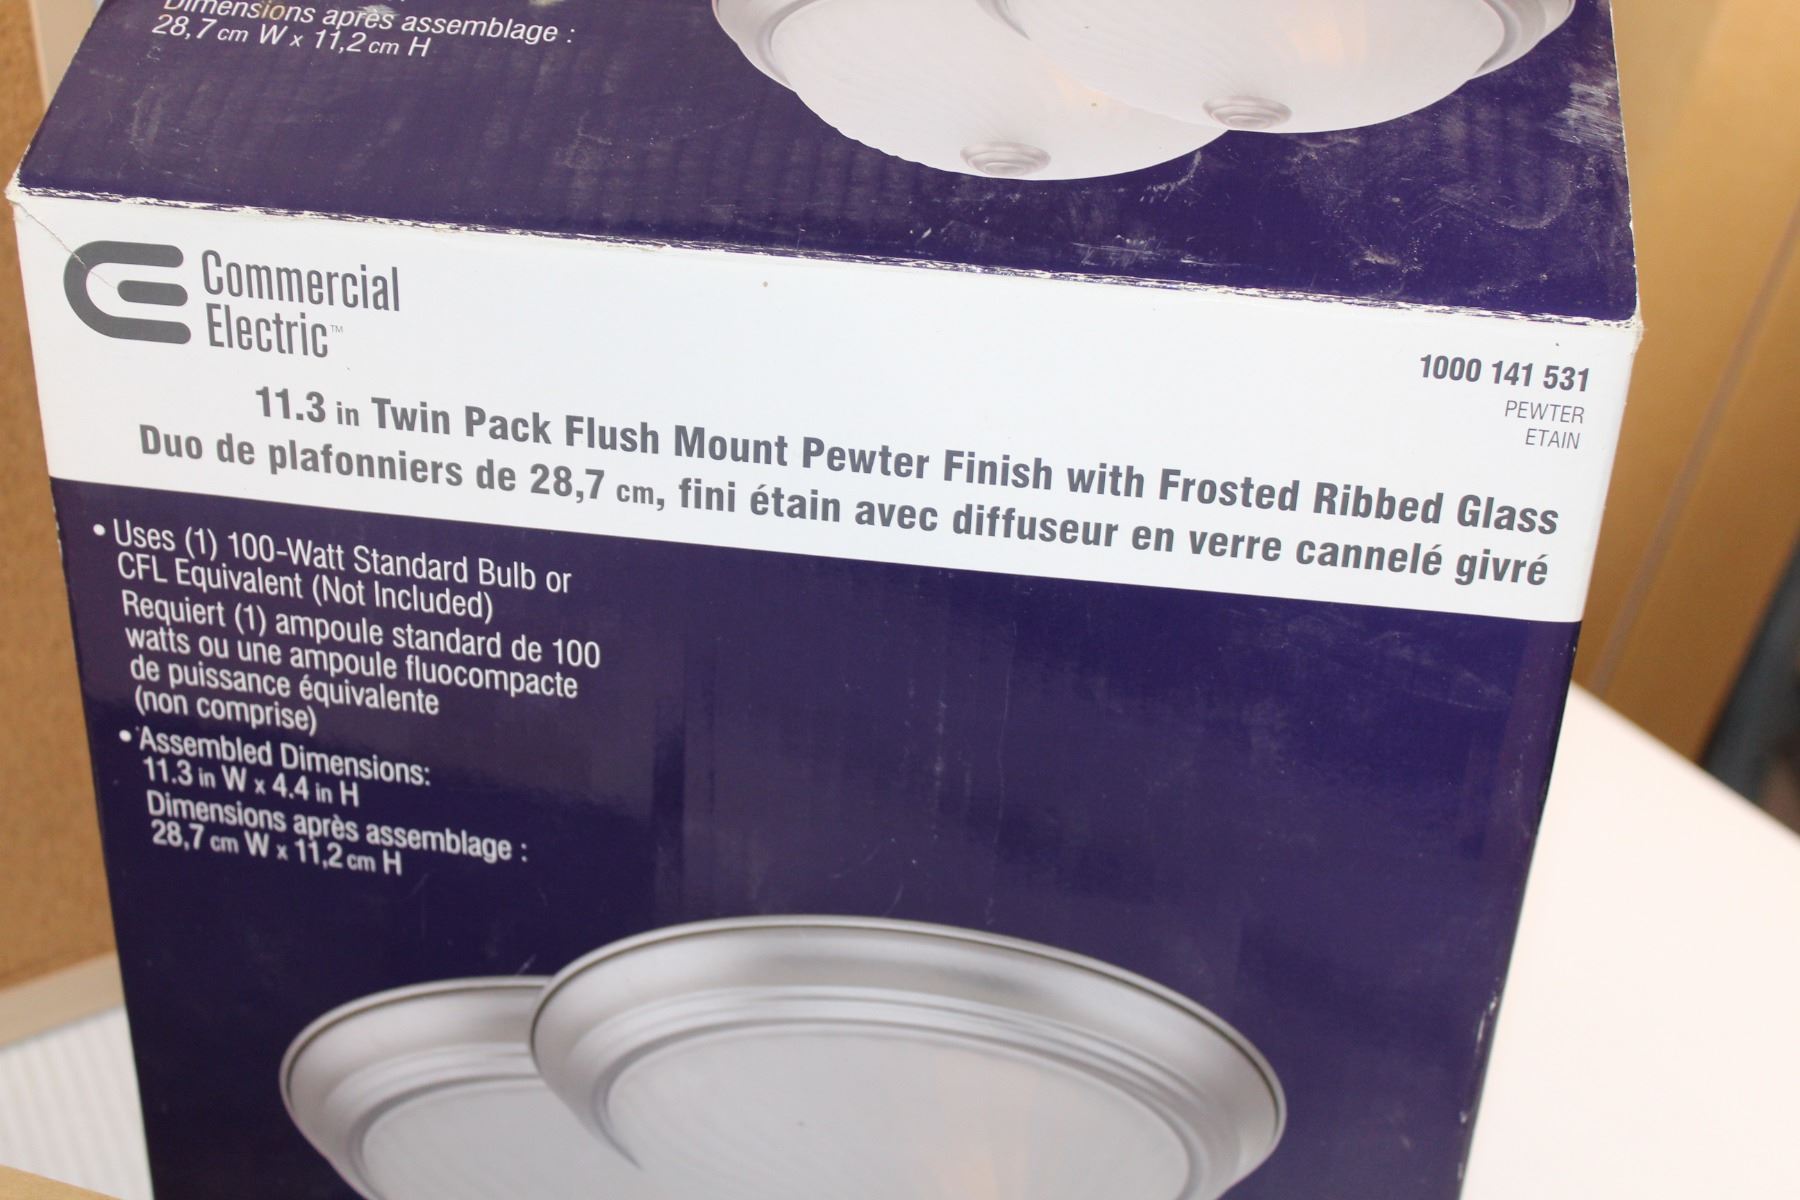 Dimensions après assemblage :
28,7 cm W x 11,2 cm H
Commercial
Electric™
1000 141 531
PEWTER
ETAIN
11.3 in Twin Pack Flush Mount Pewter Finish with Frosted Ribbed Glass
Duo de plafonniers de 28,7 cm, fini étain avec diffuseur en verre cannelé givré
• Uses (1) 100-Watt Standard Bulb or
CFL Equivalent (Not Included)
Requiert (1) ampoule standard de 100
watts ou une ampoule fluocompacte
de puissance équivalente
(non comprise)
• Assembled Dimensions:
11.3 in W x 4.4 in H
Dimensions après assemblage :
28,7 cm W x 11,2 cm H